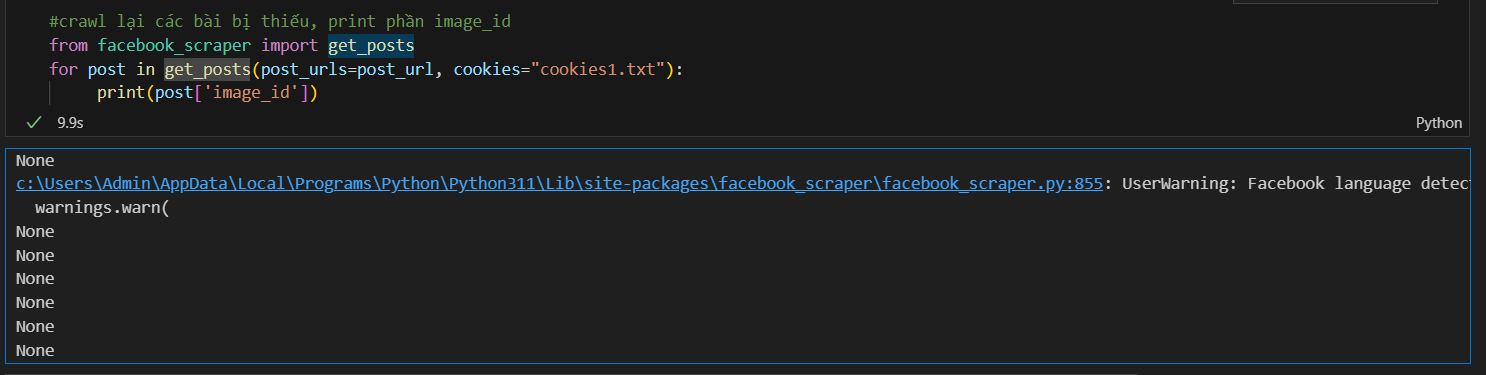 #crawl lại các bài bị thiếu, print phần image_id
from facebook_scraper import get_posts
for post in get_posts(post_urls=post_url, cookies="cookies1.txt"):
print(post['image_id'])
9.9s
Python
None
c:\Users\Admin\AppData\Local\Programs\Python\Python311\Lib\site-packages\facebook_scraper\facebook_scraper.py:855: UserWarning: Facebook language detec
warnings.warn(
None
None
None
None
None
None